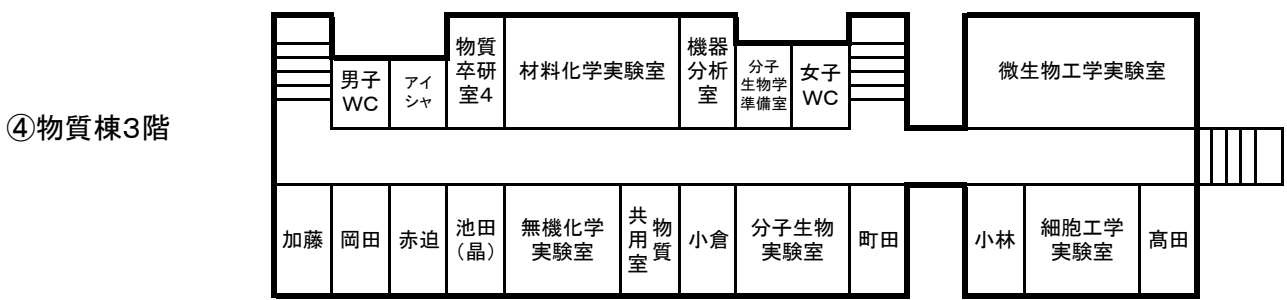 ④物質棟3階
男子
WC
アイ
シャ
物質
卒研
室4
材料化学実験室
機器
分析
室
分子
生物学
準備室
女子
WC
微生物工学実験室
加藤
岡田
赤迫
池田
（晶）
無機化学
実験室
物質
共用室
小倉
分子生物
実験室
町田
小林
細胞工学
実験室
髙田